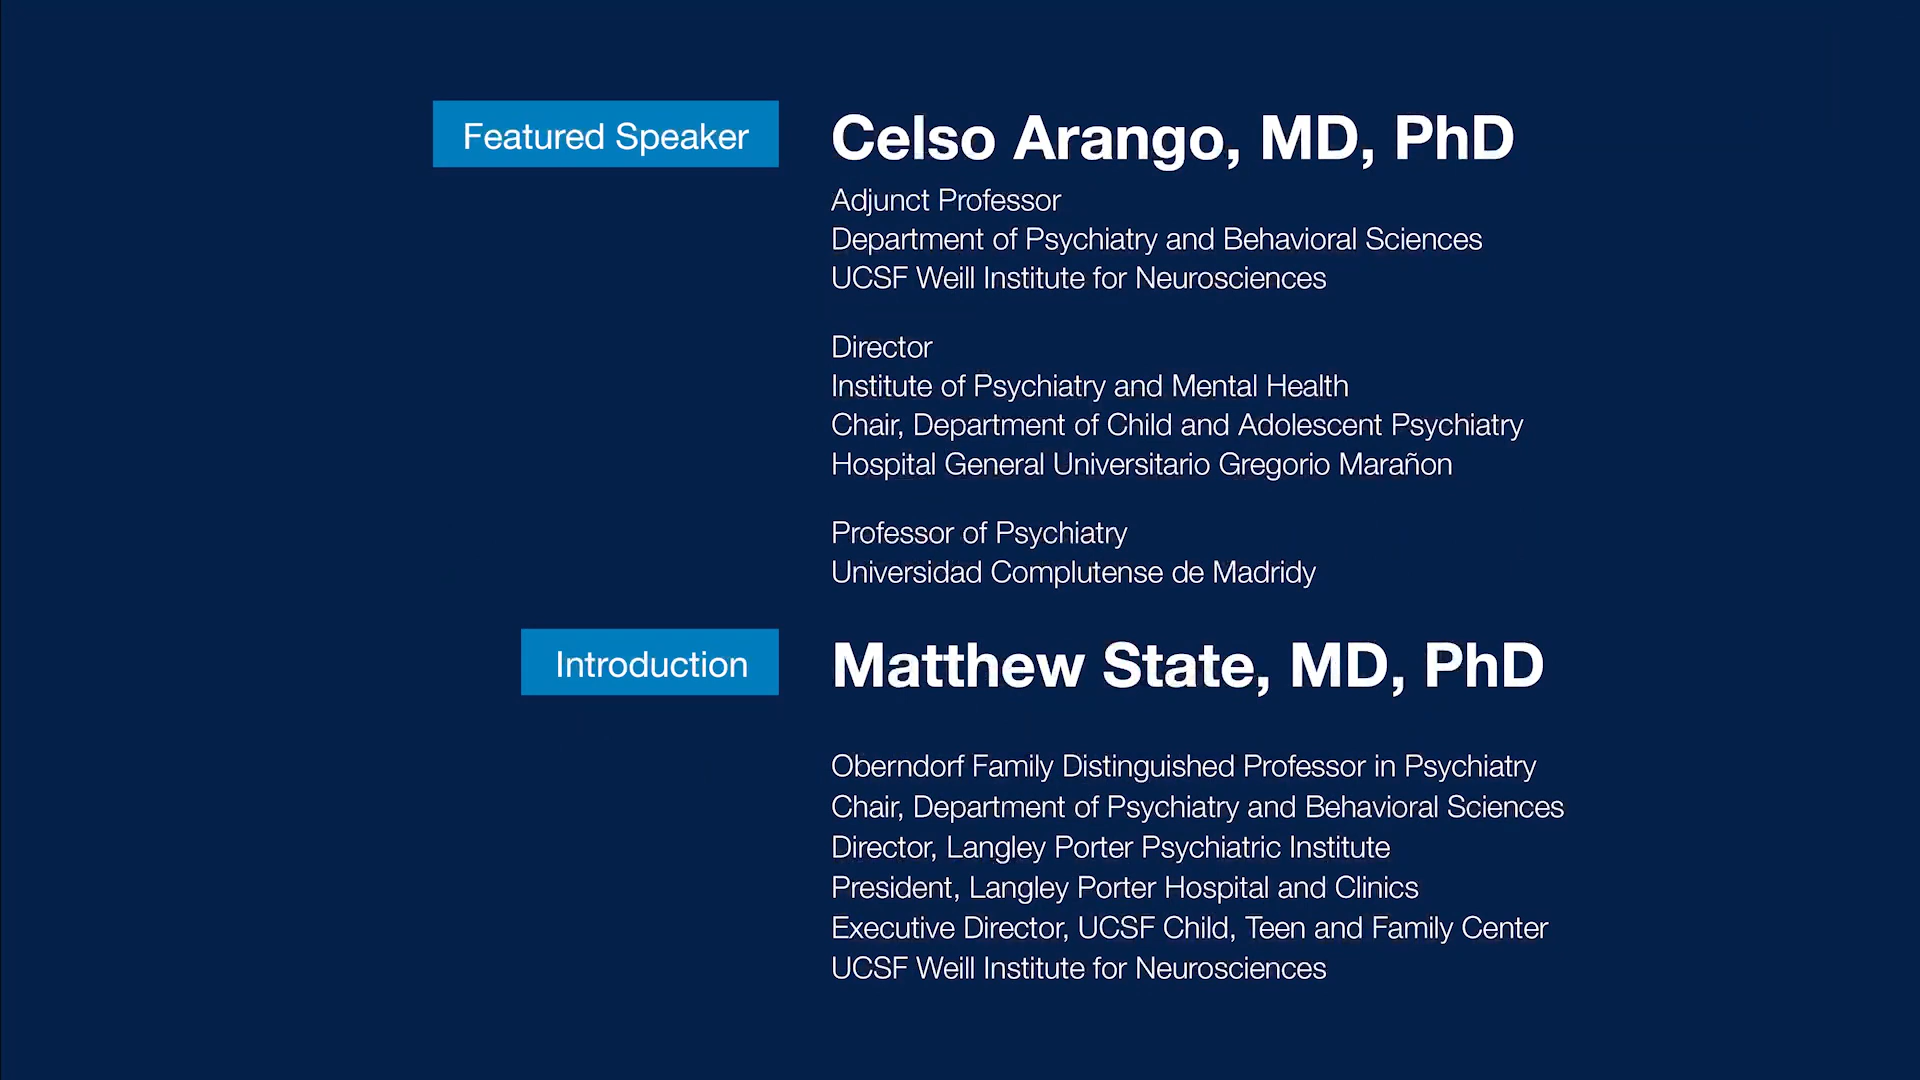 Featured Speaker
Celso Arango, MD, PhD
Adjunct Professor
Department of Psychiatry and Behavioral Sciences
UCSF Weill Institute for Neurosciences
Director
Institute of Psychiatry and Mental Health
Chair, Department of Child and Adolescent Psychiatry
Hospital General Universitario Gregorio Marañon
Professor of Psychiatry
Universidad Complutense de Madridy
Introduction
Matthew State, MD, PhD
Oberndorf Family Distinguished Professor in Psychiatry
Chair, Department of Psychiatry and Behavioral Sciences
Director, Langley Porter Psychiatric Institute
President, Langley Porter Hospital and Clinics
Executive Director, UCSF Child, Teen and Family Center
UCSF Weill Institute for Neurosciences